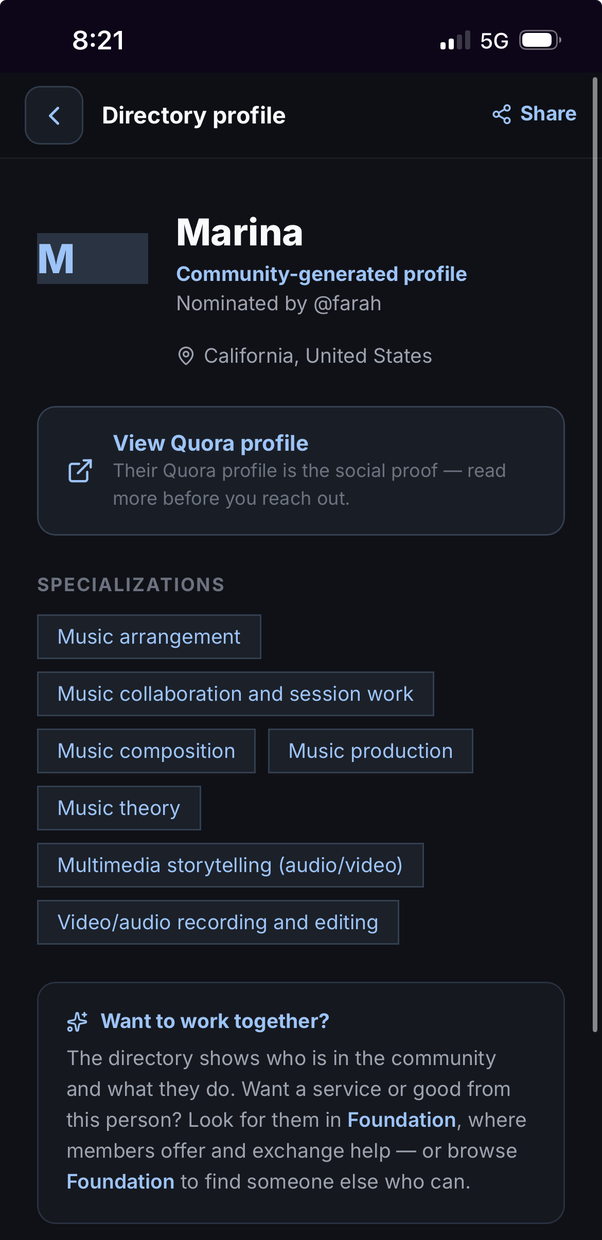 8:21
5G
Directory profile
Share
M
Marina
Community-generated profile
Nominated by @farah
California, United States
View Quora profile
Their Quora profile is the social proof — read
more before you reach out.
SPECIALIZATIONS
Music arrangement
Music collaboration and session work
Music composition
Music production
Music theory
Multimedia storytelling (audio/video)
Video/audio recording and editing
Want to work together?
The directory shows who is in the community
and what they do. Want a service or good from
this person? Look for them in Foundation, where
members offer and exchange help — or browse
Foundation to find someone else who can.